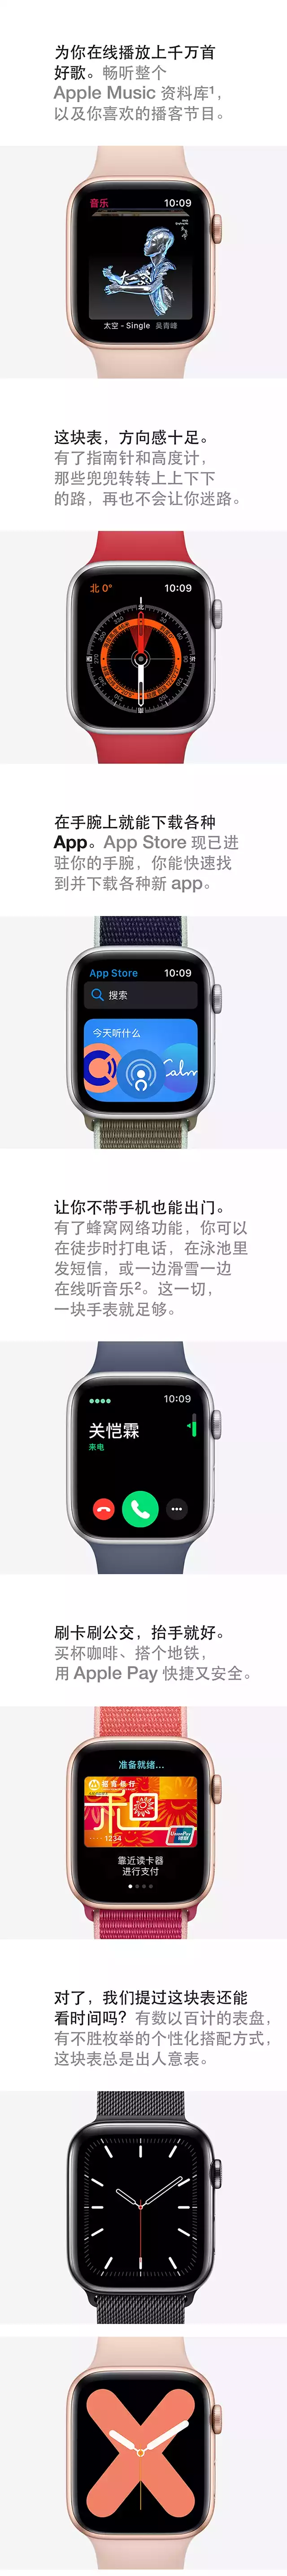 为你在线播放上千万首
好歌。畅听整个
Apple Music 资料库¹，
以及你喜欢的播客节目。
音乐 10:09
太空 - Single 吴青峰
这块表，方向感十足。
有了指南针和高度计，
那些兜兜转转上上下下
的路，再也不会让你迷路。
北 0° 10:09
北
在手腕上就能下载各种
App。App Store 现已进
驻你的手腕，你能快速找
到并下载各种新 app。
App Store 10:09
搜索
今天听什么
Calm
让你不带手机也能出门。
有了蜂窝网络功能，你可以
在徒步时打电话，在泳池里
发短信，或一边滑雪一边
在线听音乐²。这一切，
一块手表就足够。
10:09
关恺霖
来电
刷卡刷公交，抬手就好。
买杯咖啡、搭个地铁，
用 Apple Pay 快捷又安全。
准备就绪...
招商银行
和
···· 1234
UnionPay
银联
靠近读卡器
进行支付
对了，我们提过这块表还能
看时间吗？有数以百计的表盘，
有不胜枚举的个性化搭配方式，
这块表总是出人意表。